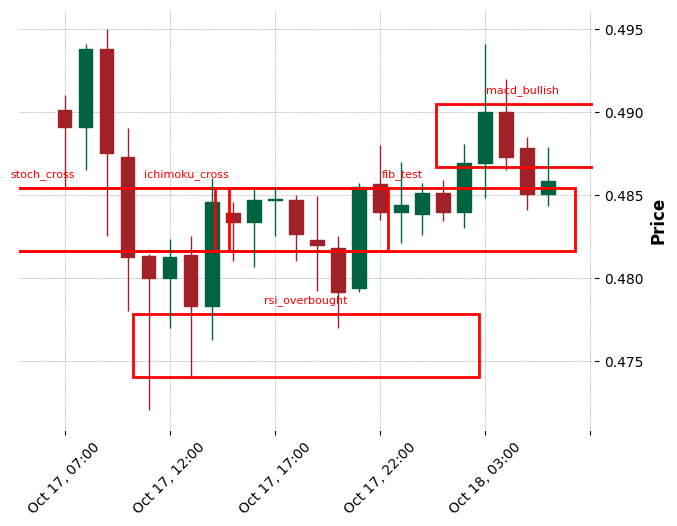 0.495
macd_bullish
0.490
stoch_cross
ichimoku_cross
fib_test
0.485
Price
0.480
rsi_overbought
0.475
Oct 17, 07:00
Oct 17, 12:00
Oct 17, 17:00
Oct 17, 22:00
Oct 18, 03:00